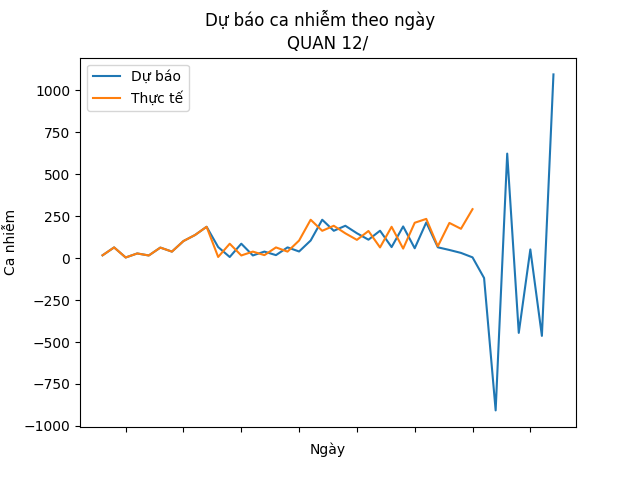 Dự báo ca nhiễm theo ngày
QUAN 12/
Dự báo
Thực tế
1000
750
500
250
0
−250
−500
−750
−1000
Ca nhiễm
Ngày